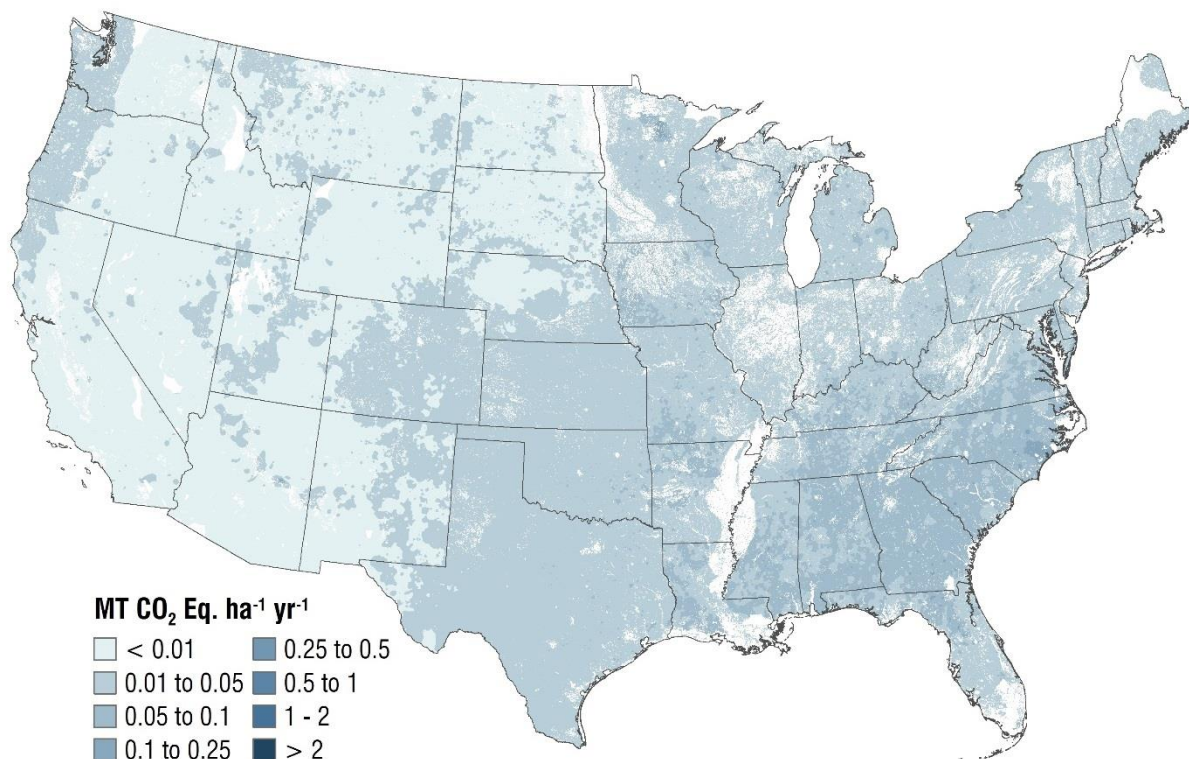 MT CO₂ Eq. ha⁻¹ yr⁻¹
< 0.01
0.01 to 0.05
0.05 to 0.1
0.1 to 0.25
0.25 to 0.5
0.5 to 1
1 - 2
> 2